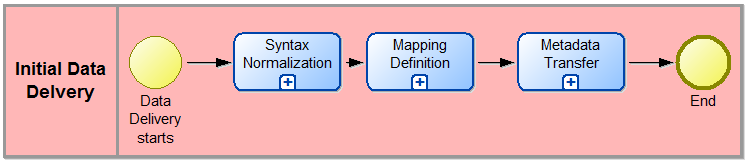 Initial Data
Delvery
Data
Delivery
starts
Syntax
Normalization
Mapping
Definition
Metadata
Transfer
End